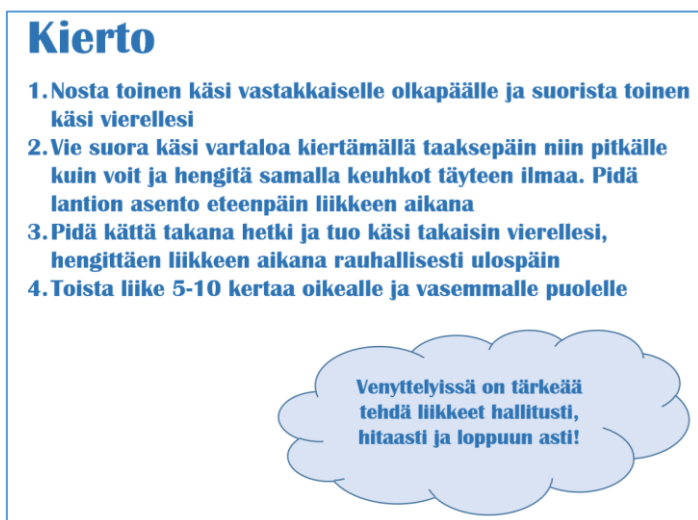 Kierto
1. Nosta toinen käsi vastakkaiselle olkapäälle ja suorista toinen
käsi vierellesi
2. Vie suora käsi vartaloa kiertämällä taaksepäin niin pitkälle
kuin voit ja hengitä samalla keuhkot täyteen ilmaa. Pidä
lantion asento eteenpäin liikkeen aikana
3. Pidä kättä takana hetki ja tuo käsi takaisin vierellesi,
hengittäen liikkeen aikana rauhallisesti ulospäin
4. Toista liike 5-10 kertaa oikealle ja vasemmalle puolelle
Venyttelyissä on tärkeää
tehdä liikkeet hallitusti,
hitaasti ja loppuun asti!